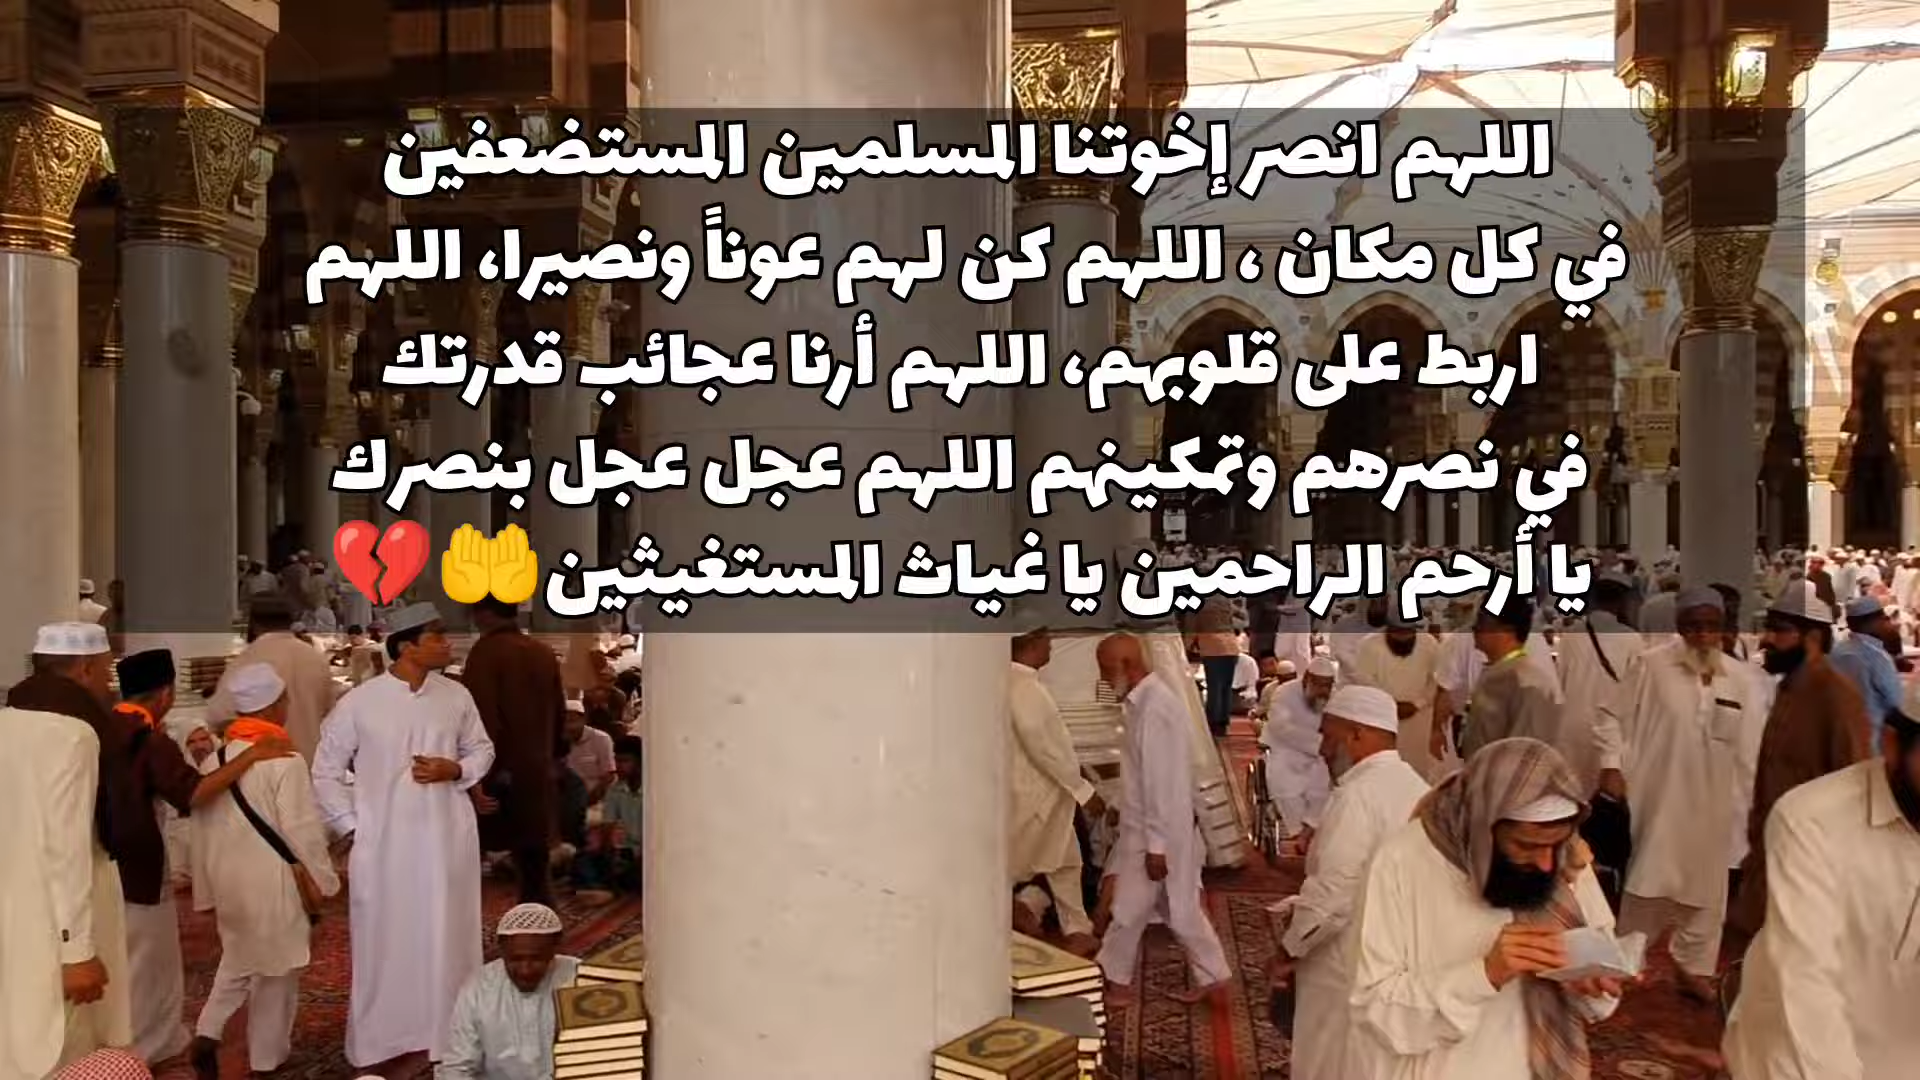 اللهم انصر إخوتنا المسلمين المستضعفين
في كل مكان ، اللهم كن لهم عوناً ونصيرا، اللهم
اربط على قلوبهم، اللهم أرنا عجائب قدرتك
في نصرهم وتمكينهم اللهم عجل عجل بنصرك
يا أرحم الراحمين يا غياث المستغيثين🤲💔